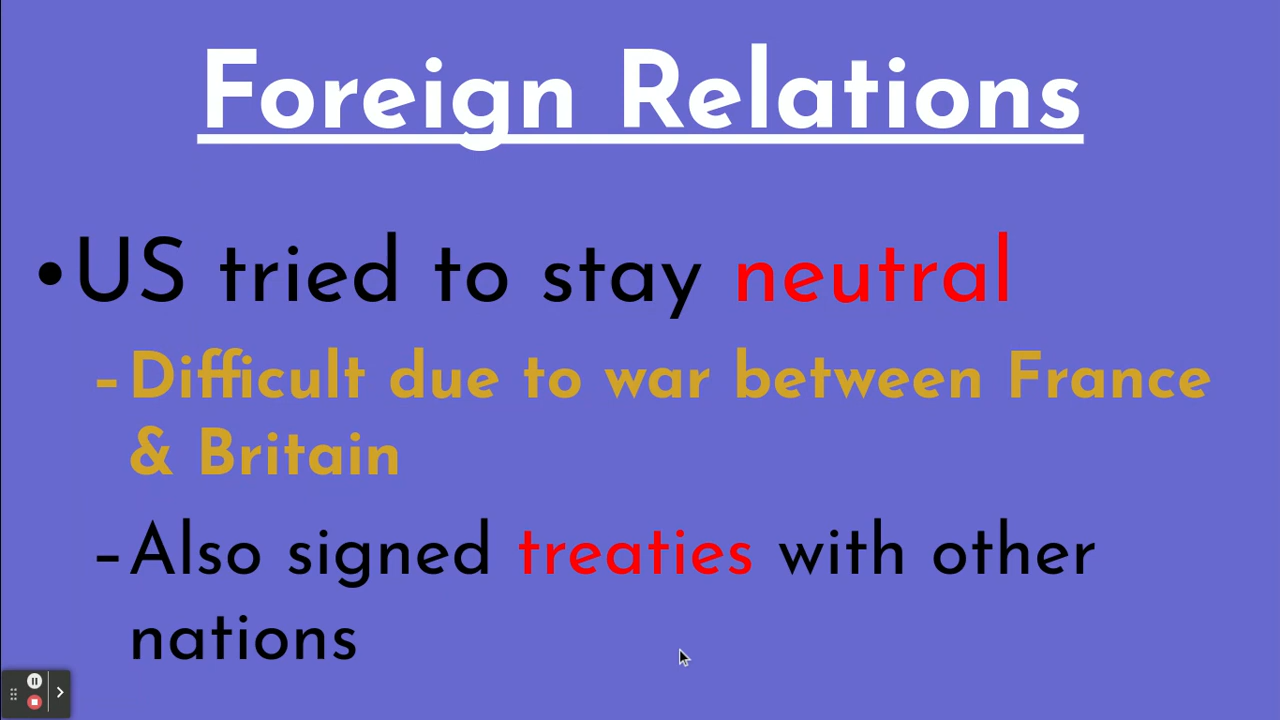 Foreign Relations
•US tried to stay neutral
–Difficult due to war between France
& Britain
–Also signed treaties with other
nations